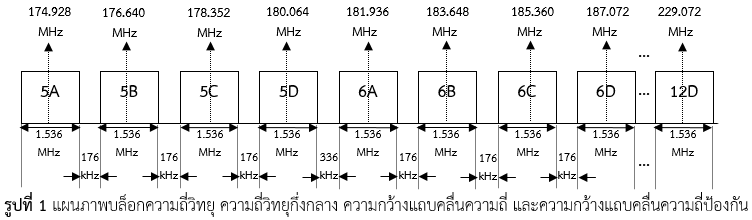 174.928 176.640 178.352 180.064 181.936 183.648 185.360 187.072 229.072
MHz MHz MHz MHz MHz MHz MHz MHz MHz
...
5A 5B 5C 5D 6A 6B 6C 6D ... 12D
1.536 1.536 1.536 1.536 1.536 1.536 1.536 1.536 1.536
MHz MHz MHz MHz MHz MHz MHz MHz MHz
176 176 176 336 176 176 176 ...
kHz kHz kHz kHz kHz kHz kHz
รูปที่ 1 แผนภาพบล็อกความถี่วิทยุ ความถี่วิทยุกึ่งกลาง ความกว้างแถบคลื่นความถี่ และความกว้างแถบคลื่นความถี่ป้องกัน